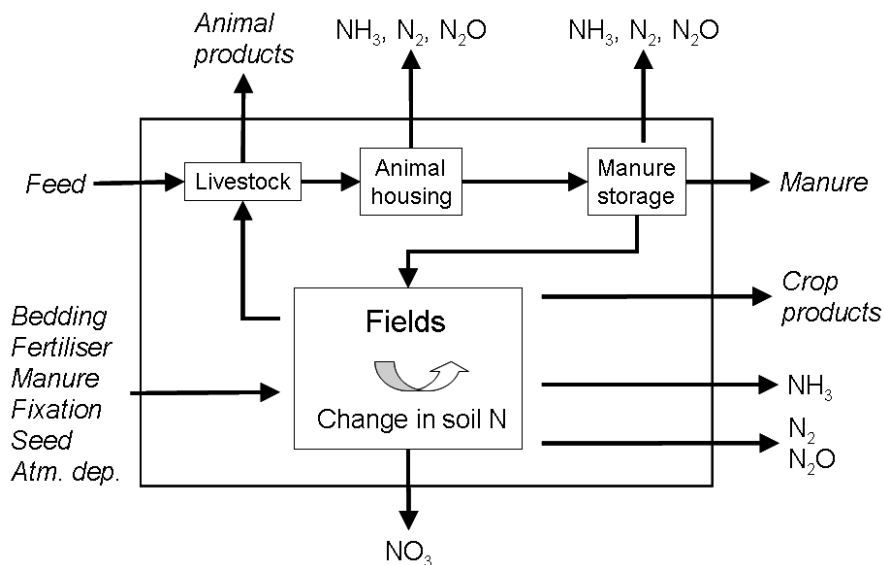 Animal
products
NH₃, N₂, N₂O
NH₃, N₂, N₂O
Feed
Livestock
Animal
housing
Manure
storage
Manure
Crop
products
Bedding
Fertiliser
Manure
Fixation
Seed
Atm. dep.
Fields
Change in soil N
NH₃
N₂
N₂O
NO₃